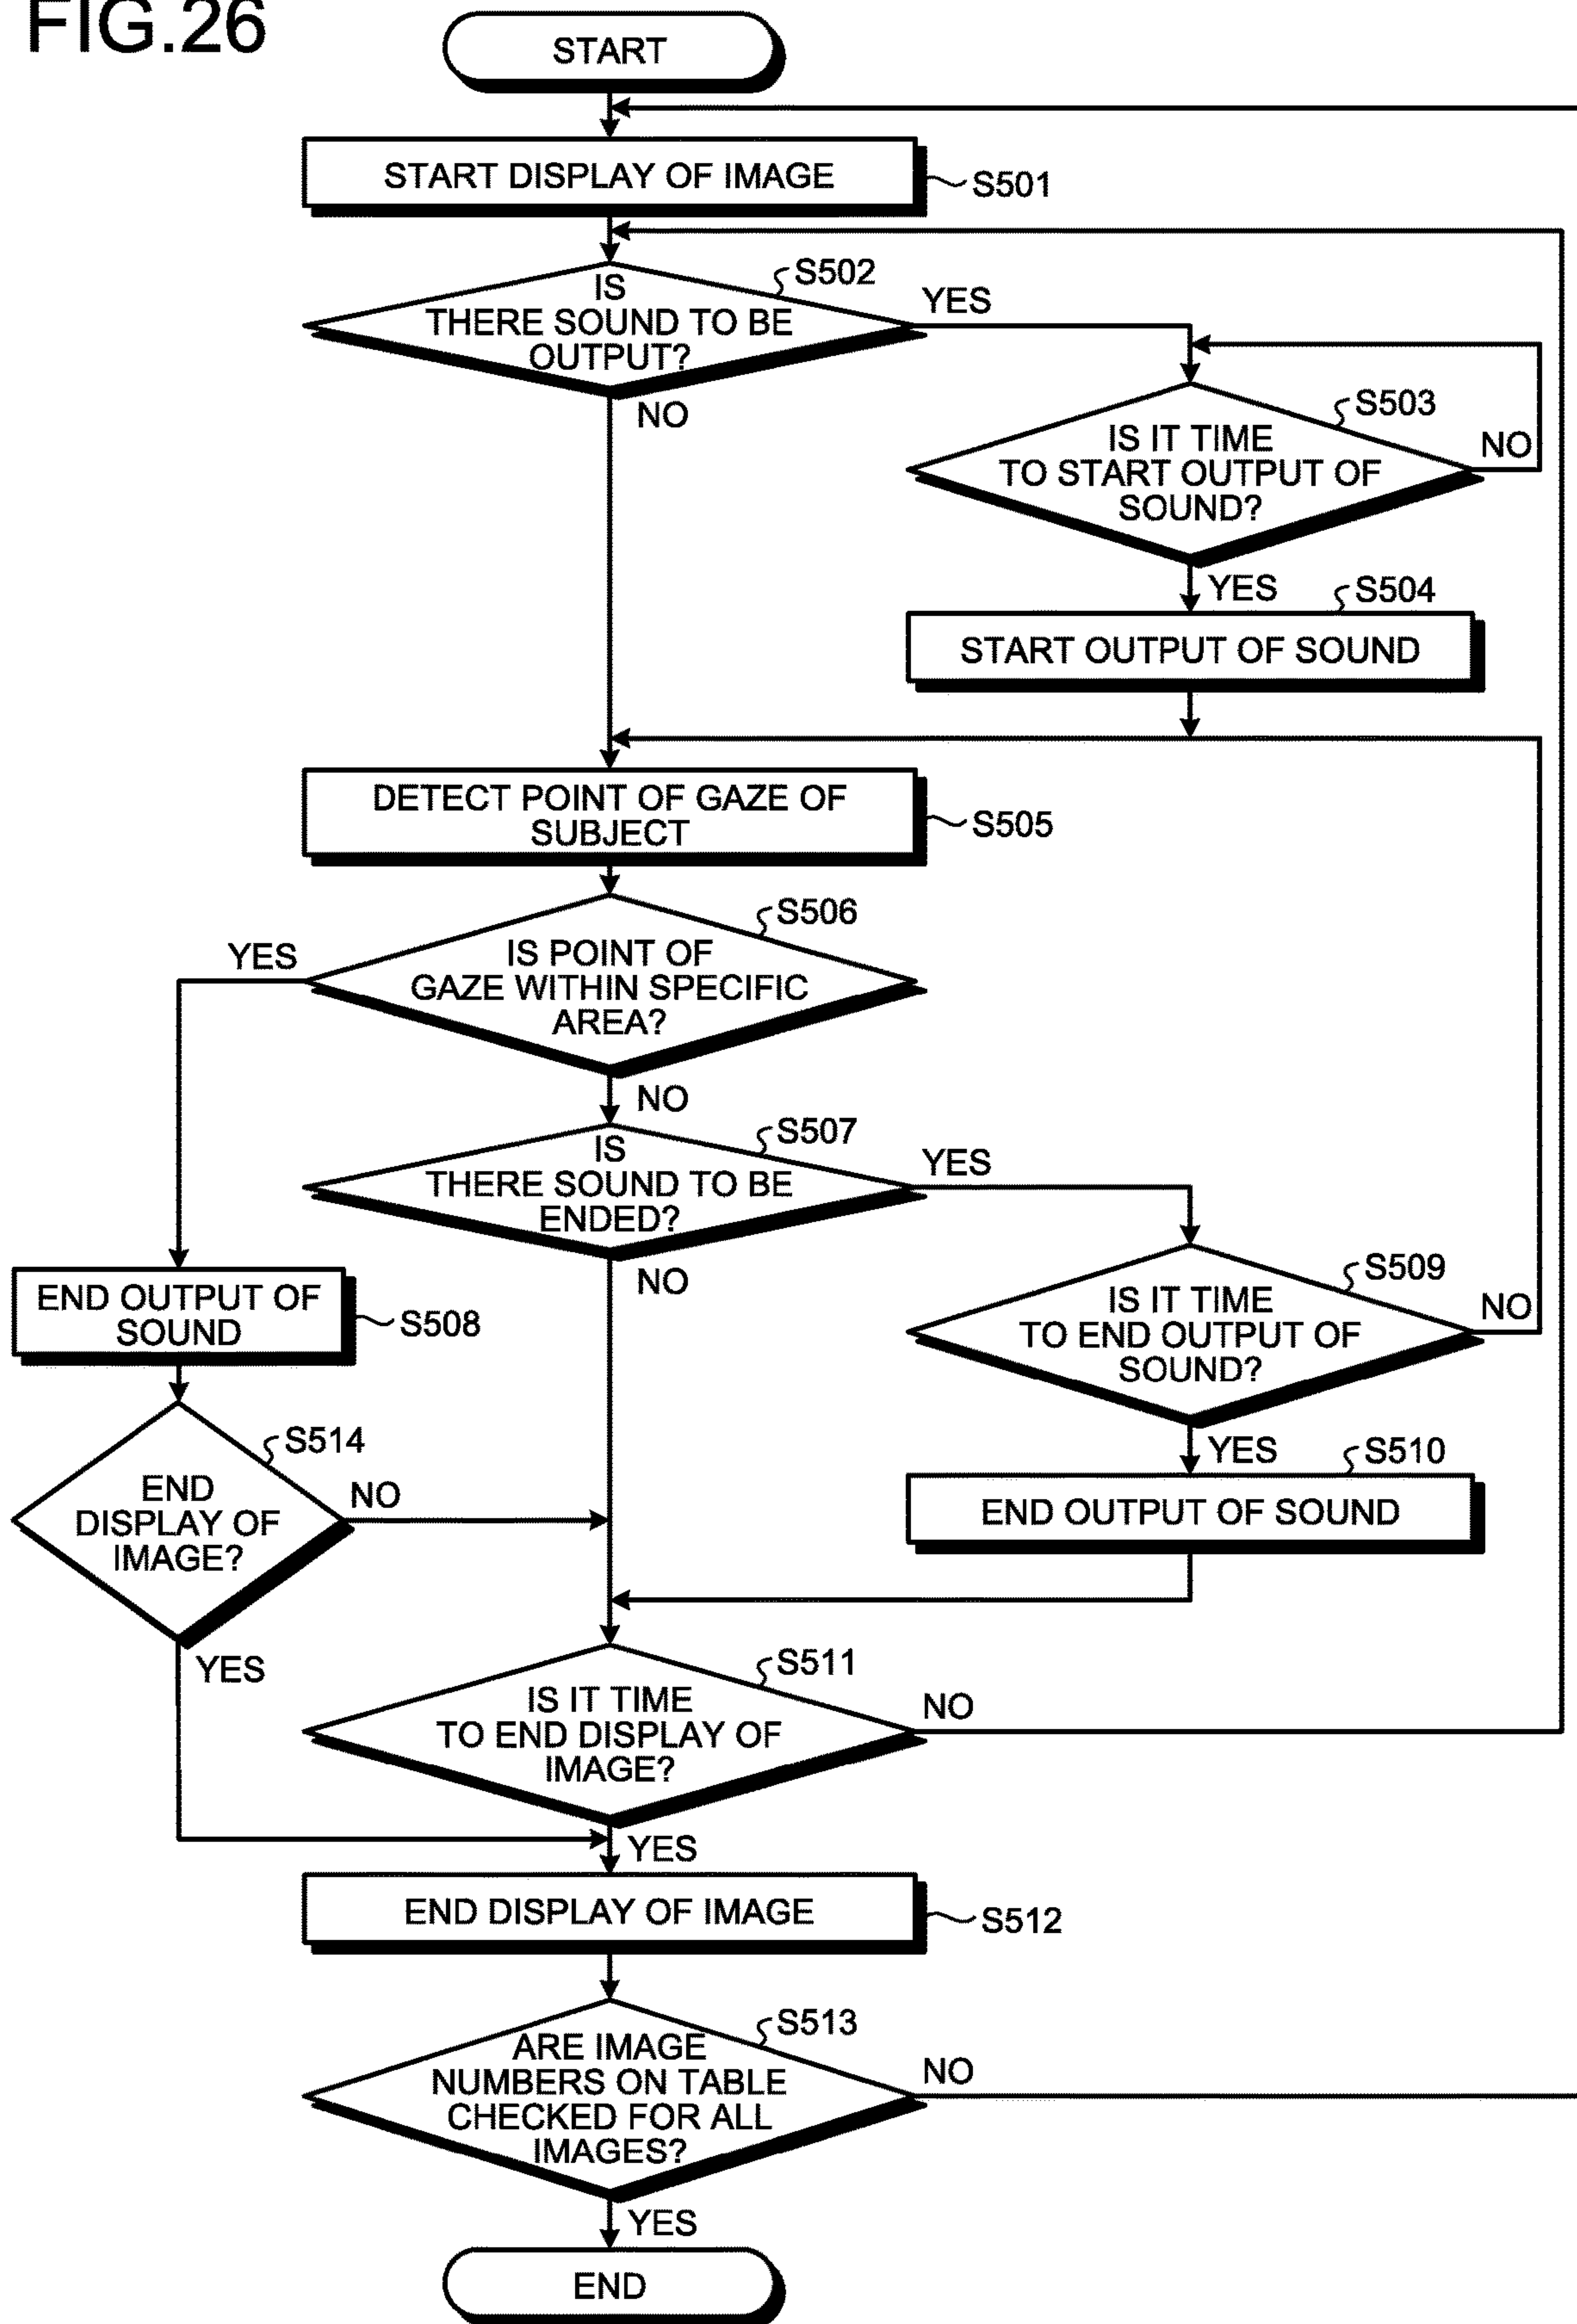 FIG.26
START
START DISPLAY OF IMAGE
S501
S502
IS
THERE SOUND TO BE
OUTPUT?
YES
NO
S503
IS IT TIME
TO START OUTPUT OF
SOUND?
NO
YES
S504
START OUTPUT OF SOUND
DETECT POINT OF GAZE OF
SUBJECT
S505
S506
IS POINT OF
GAZE WITHIN SPECIFIC
AREA?
YES
NO
S507
IS
THERE SOUND TO BE
ENDED?
YES
NO
END OUTPUT OF
SOUND
S508
S509
IS IT TIME
TO END OUTPUT OF
SOUND?
NO
YES
S510
END OUTPUT OF SOUND
S514
END
DISPLAY OF
IMAGE?
NO
YES
S511
IS IT TIME
TO END DISPLAY OF
IMAGE?
NO
YES
END DISPLAY OF IMAGE
S512
S513
ARE IMAGE
NUMBERS ON TABLE
CHECKED FOR ALL
IMAGES?
NO
YES
END